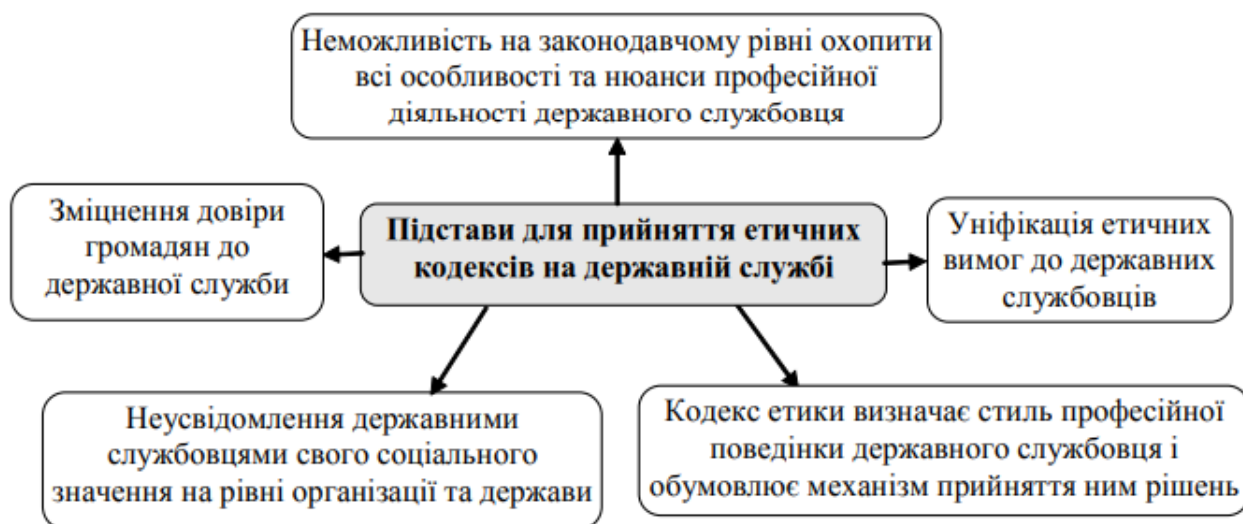 Неможливість на законодавчому рівні охопити
всі особливості та нюанси професійної
діяльності державного службовця
Зміцнення довіри
громадян до
державної служби
Підстави для прийняття етичних
кодексів на державній службі
Уніфікація етичних
вимог до державних
службовців
Неусвідомлення державними
службовцями свого соціального
значення на рівні організації та держави
Кодекс етики визначає стиль професійної
поведінки державного службовця і
обумовлює механізм прийняття ним рішень